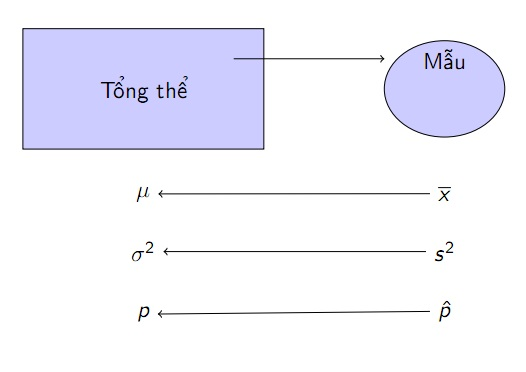 Tổng thể
Mẫu
μ x̅
σ² s²
p p̂